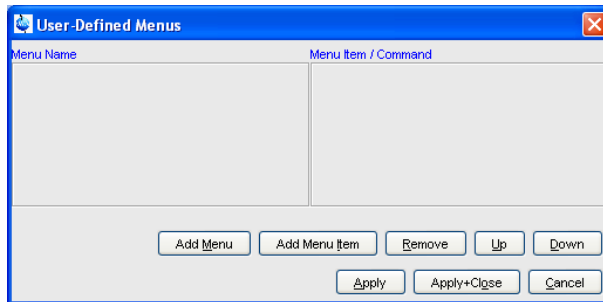 User-Defined Menus
Menu Name Menu Item / Command
Add Menu Add Menu Item Remove Up Down
Apply Apply+Close Cancel